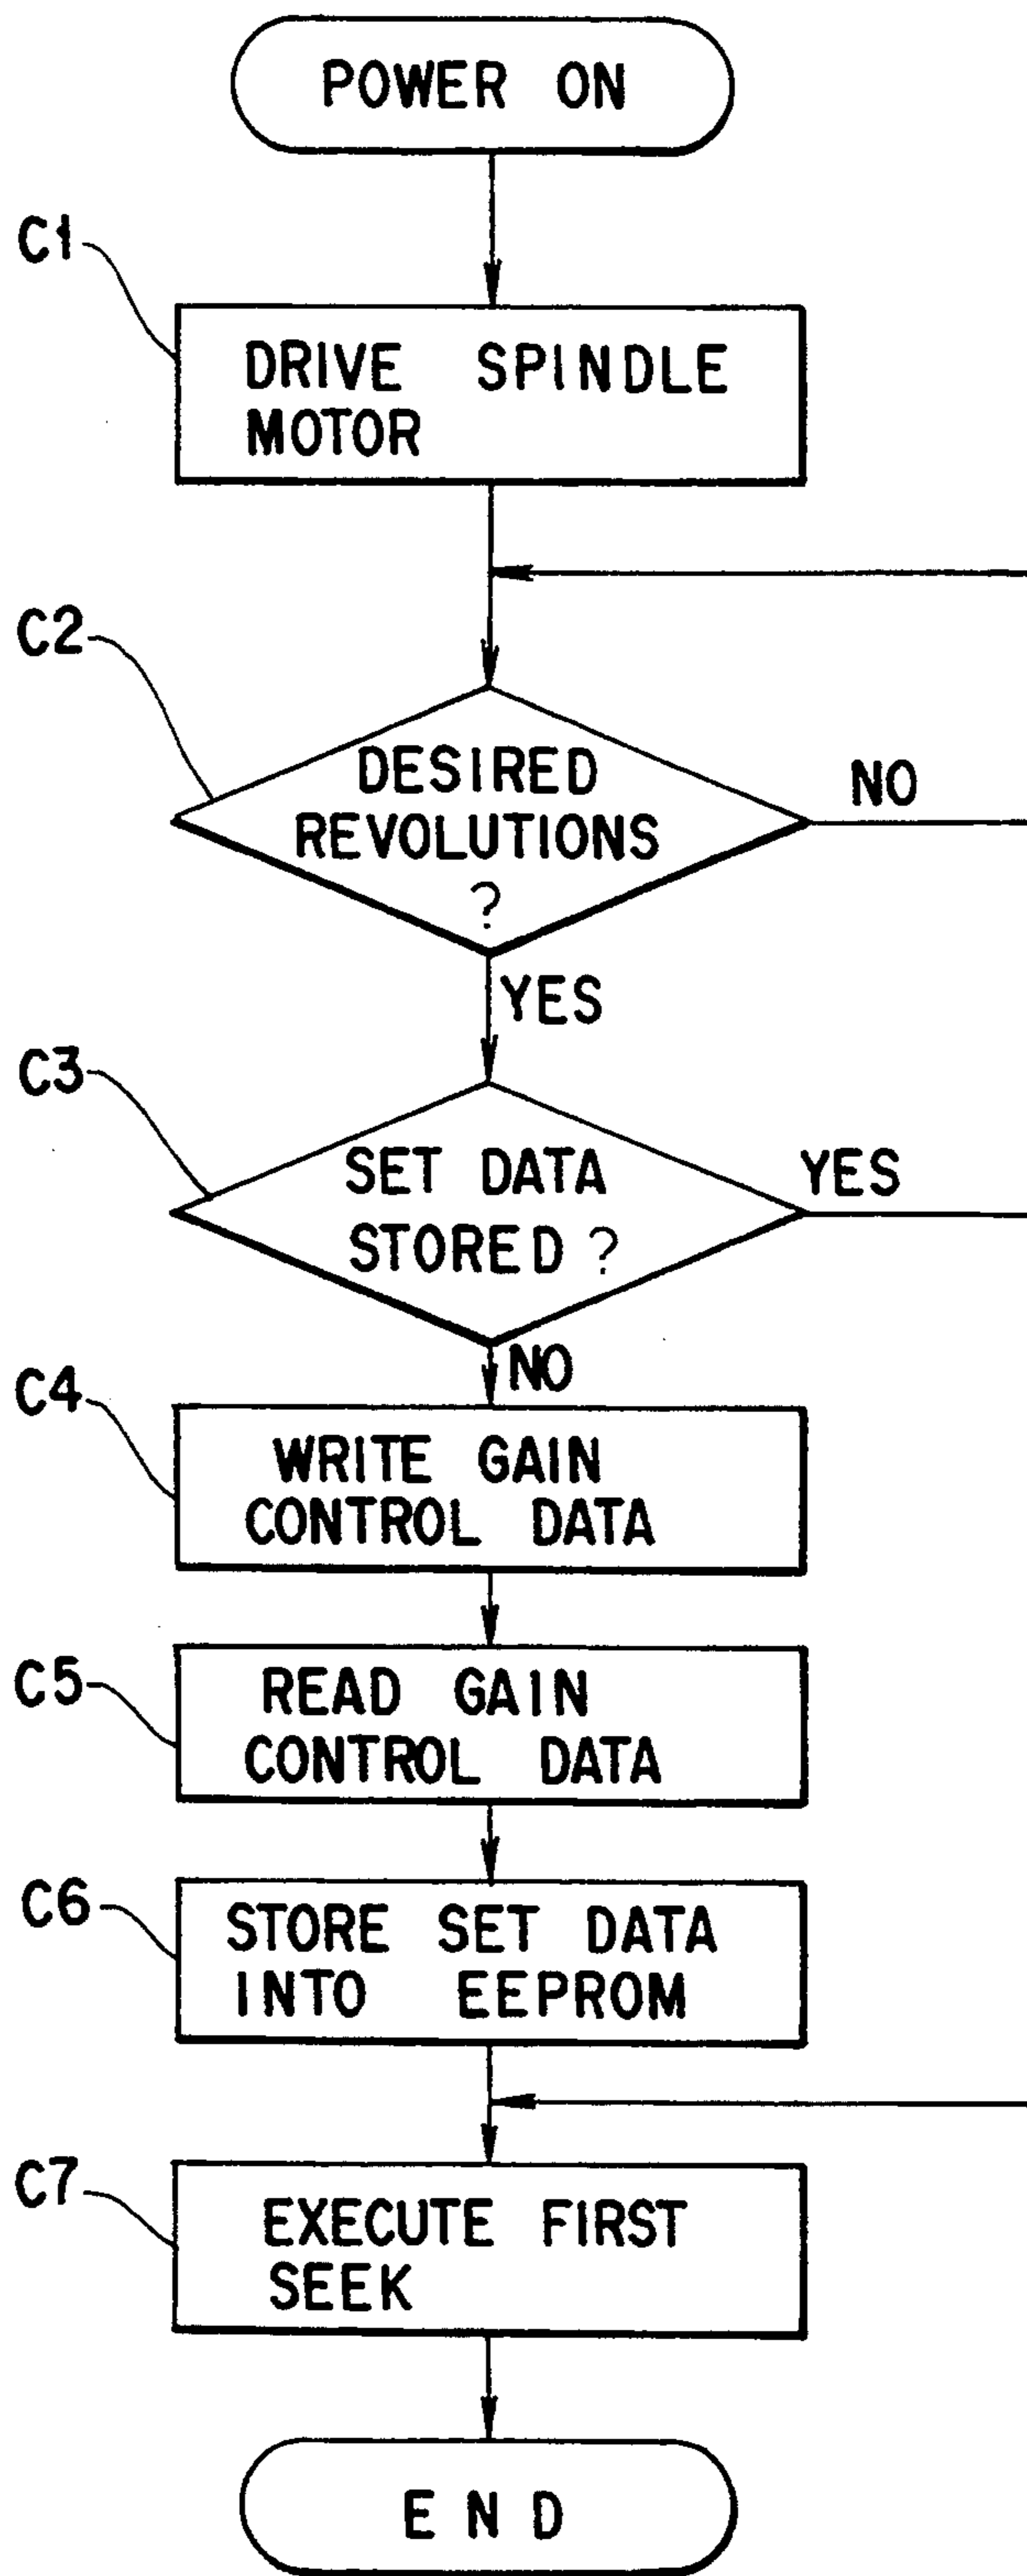 POWER ON
C1
DRIVE SPINDLE
MOTOR
C2
DESIRED
REVOLUTIONS
?
NO
YES
C3
SET DATA
STORED ?
YES
NO
C4
WRITE GAIN
CONTROL DATA
C5
READ GAIN
CONTROL DATA
C6
STORE SET DATA
INTO EEPROM
C7
EXECUTE FIRST
SEEK
END